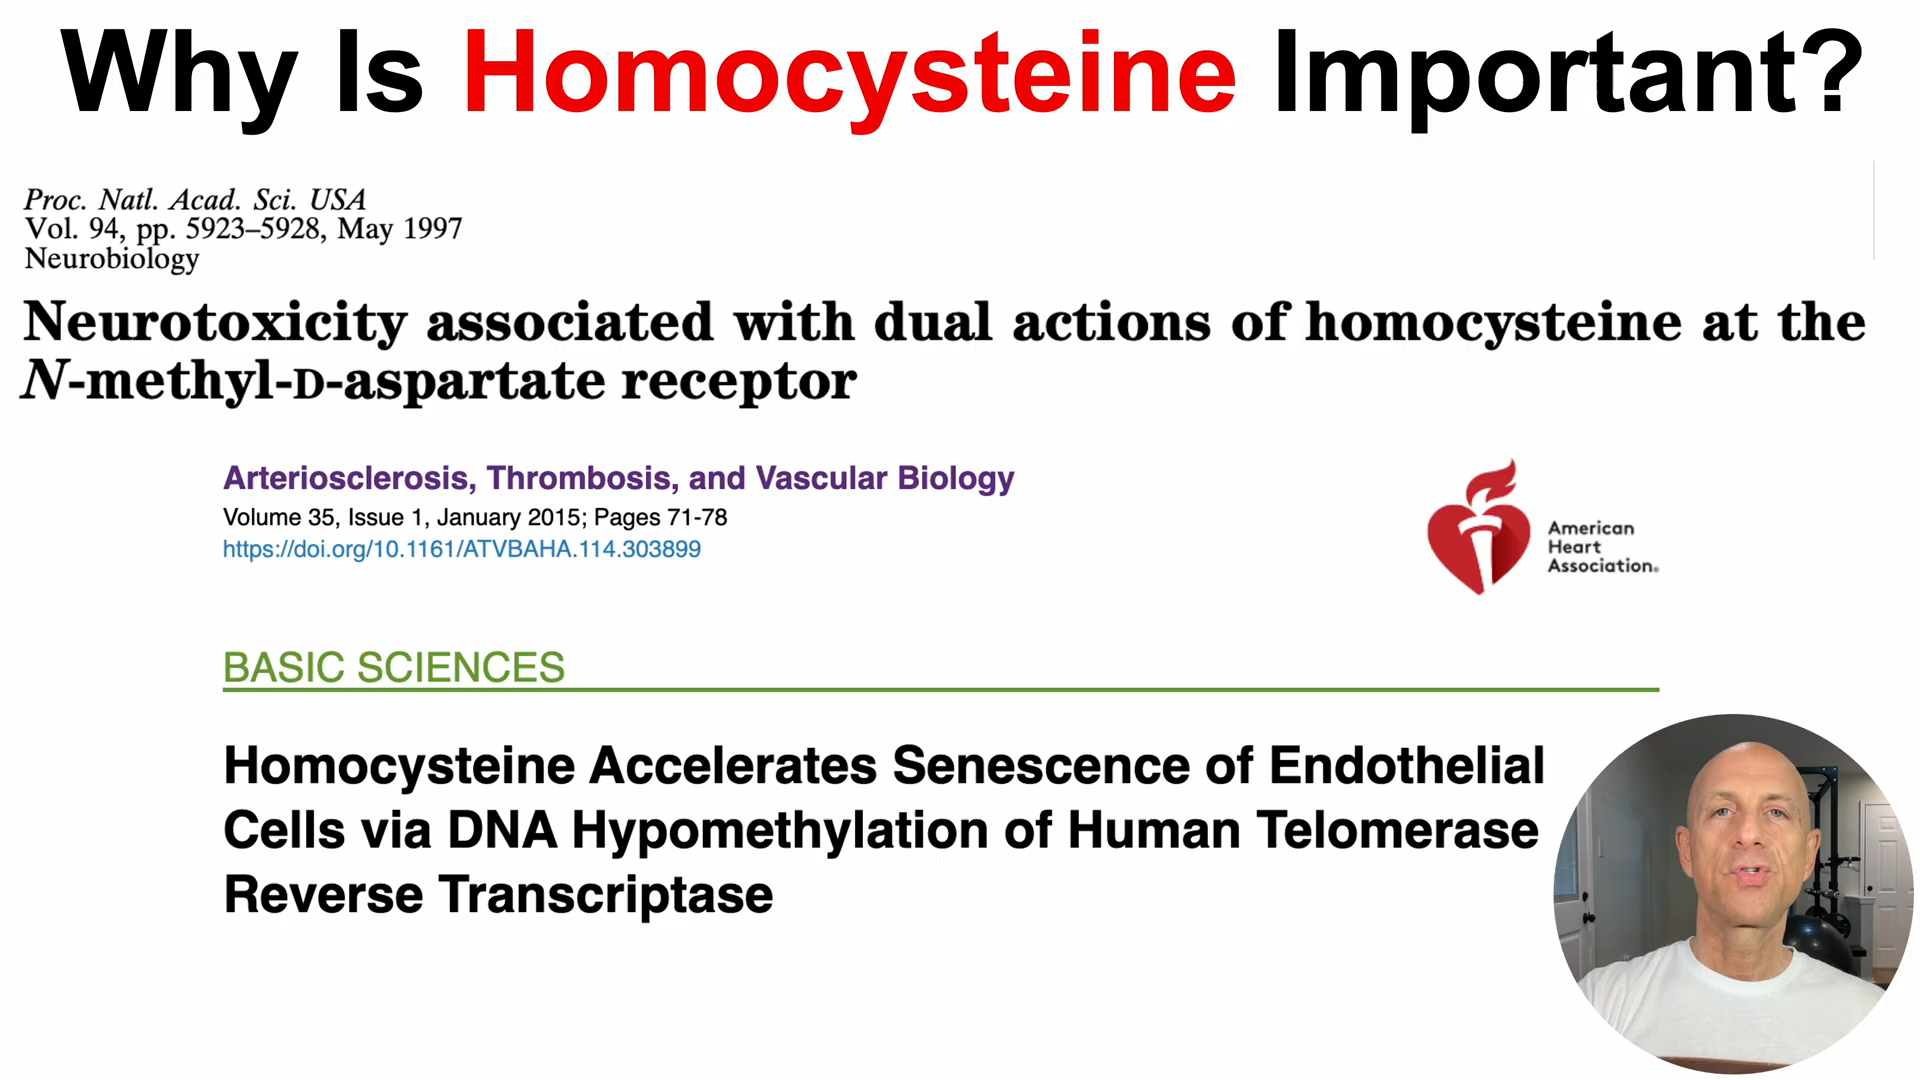 Why Is Homocysteine Important?
Proc. Natl. Acad. Sci. USA
Vol. 94, pp. 5923–5928, May 1997
Neurobiology
Neurotoxicity associated with dual actions of homocysteine at the
N-methyl-D-aspartate receptor
Arteriosclerosis, Thrombosis, and Vascular Biology
Volume 35, Issue 1, January 2015; Pages 71-78
https://doi.org/10.1161/ATVBAHA.114.303899
American
Heart
Association®
BASIC SCIENCES
Homocysteine Accelerates Senescence of Endothelial
Cells via DNA Hypomethylation of Human Telomerase
Reverse Transcriptase